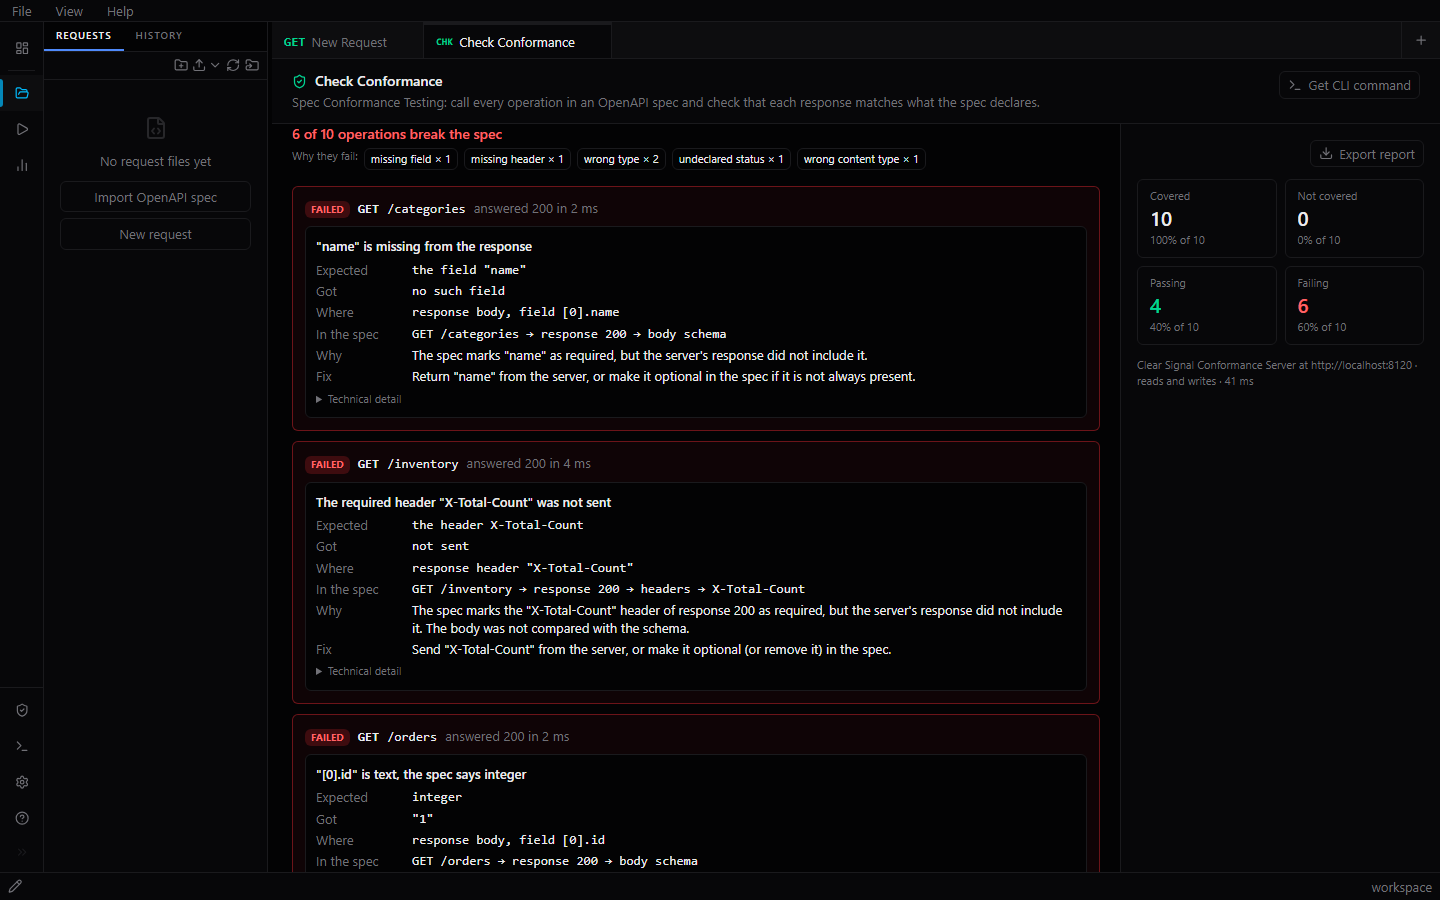 File View Help
REQUESTS HISTORY
GET New Request
CHK Check Conformance
Check Conformance
Spec Conformance Testing: call every operation in an OpenAPI spec and check that each response matches what the spec declares.
Get CLI command
No request files yet
Import OpenAPI spec
New request
6 of 10 operations break the spec
Why they fail: missing field × 1 missing header × 1 wrong type × 2 undeclared status × 1 wrong content type × 1
FAILED GET /categories answered 200 in 2 ms
"name" is missing from the response
Expected the field "name"
Got no such field
Where response body, field [0].name
In the spec GET /categories → response 200 → body schema
Why The spec marks "name" as required, but the server's response did not include it.
Fix Return "name" from the server, or make it optional in the spec if it is not always present.
Technical detail
FAILED GET /inventory answered 200 in 4 ms
The required header "X-Total-Count" was not sent
Expected the header X-Total-Count
Got not sent
Where response header "X-Total-Count"
In the spec GET /inventory → response 200 → headers → X-Total-Count
Why The spec marks the "X-Total-Count" header of response 200 as required, but the server's response did not include
it. The body was not compared with the schema.
Fix Send "X-Total-Count" from the server, or make it optional (or remove it) in the spec.
Technical detail
FAILED GET /orders answered 200 in 2 ms
"[0].id" is text, the spec says integer
Expected integer
Got "1"
Where response body, field [0].id
In the spec GET /orders → response 200 → body schema
Export report
Covered
10
100% of 10
Not covered
0
0% of 10
Passing
4
40% of 10
Failing
6
60% of 10
Clear Signal Conformance Server at http://localhost:8120 ·
reads and writes · 41 ms
workspace